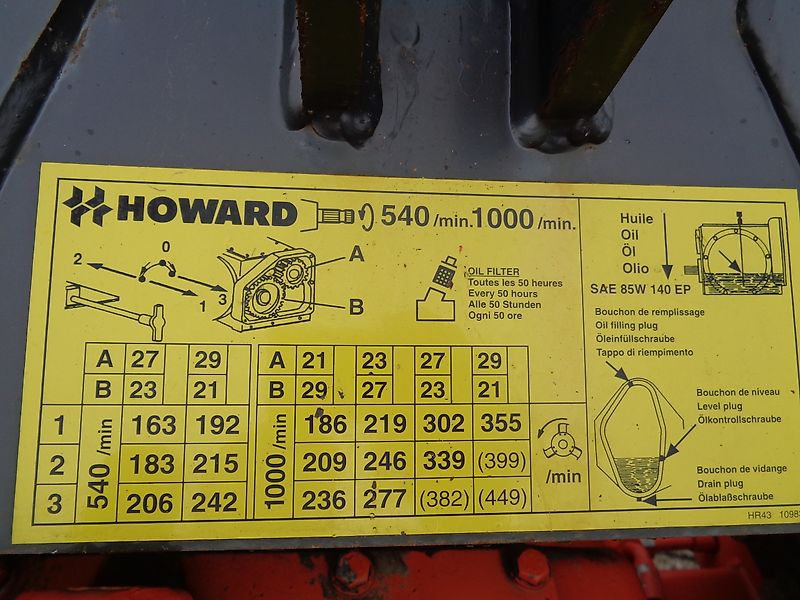 HOWARD 540 /min. 1000 /min.
0
2
1
3
A
B
OIL FILTER
Toutes les 50 heures
Every 50 hours
Alle 50 Stunden
Ogni 50 ore
Huile
Oil
Öl
Olio
SAE 85W 140 EP
A 27 29 A 21 23 27 29
B 23 21 B 29 27 23 21
1 540 /min 163 192 1000 /min 186 219 302 355
2 183 215 209 246 339 (399)
3 206 242 236 277 (382) (449)
/min
Bouchon de remplissage
Oil filling plug
Öleinfüllschraube
Tappo di riempimento
Bouchon de niveau
Level plug
Ölkontrollschraube
Bouchon de vidange
Drain plug
Ölablaßschraube
HR43